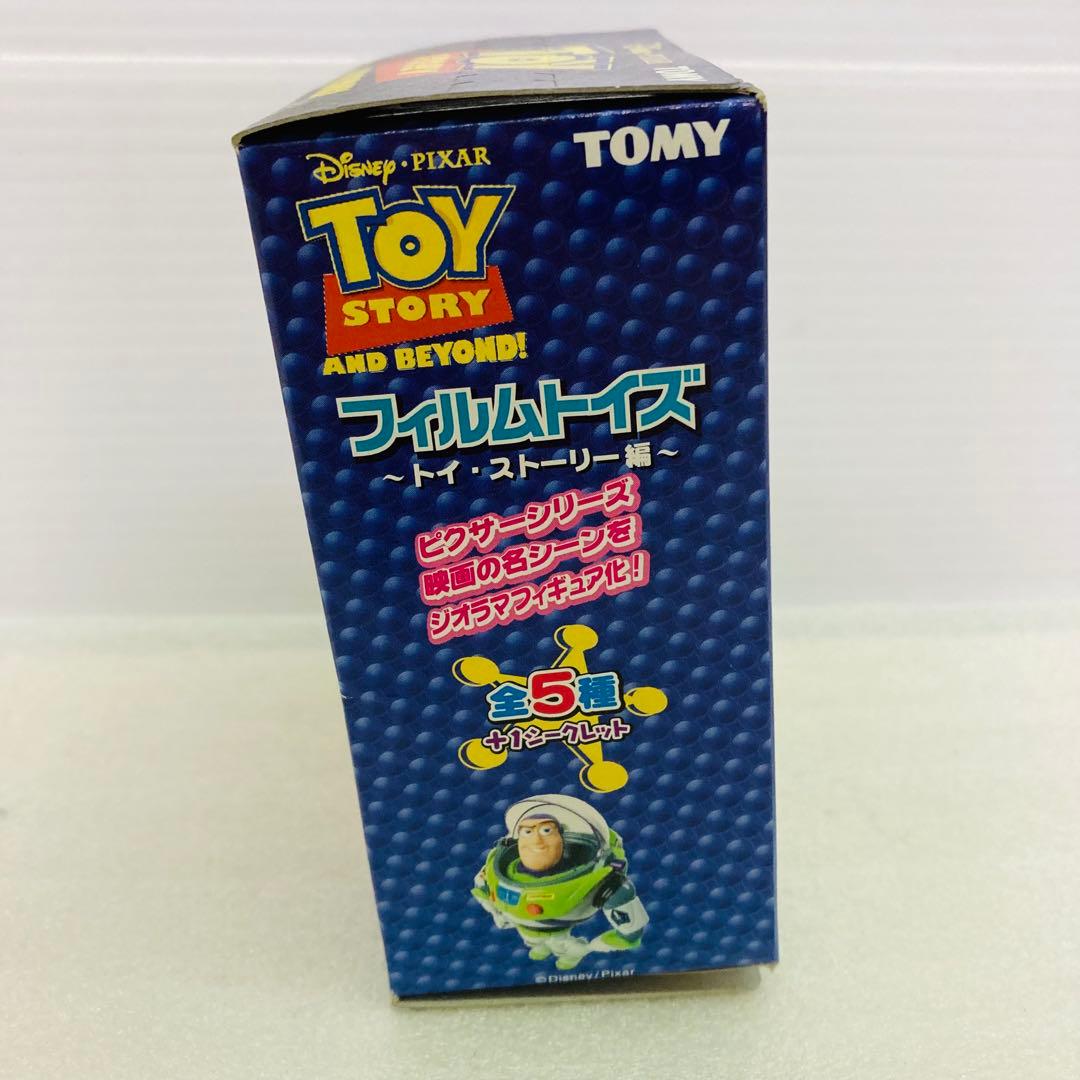 TOMY
Disney・PIXAR
TOY
STORY
AND BEYOND!
フィルムトイズ
～トイ・ストーリー編～
ピクサーシリーズ
映画の名シーンを
ジオラマフィギュア化!
全5種
+1シークレット
©Disney/Pixar
TOMY